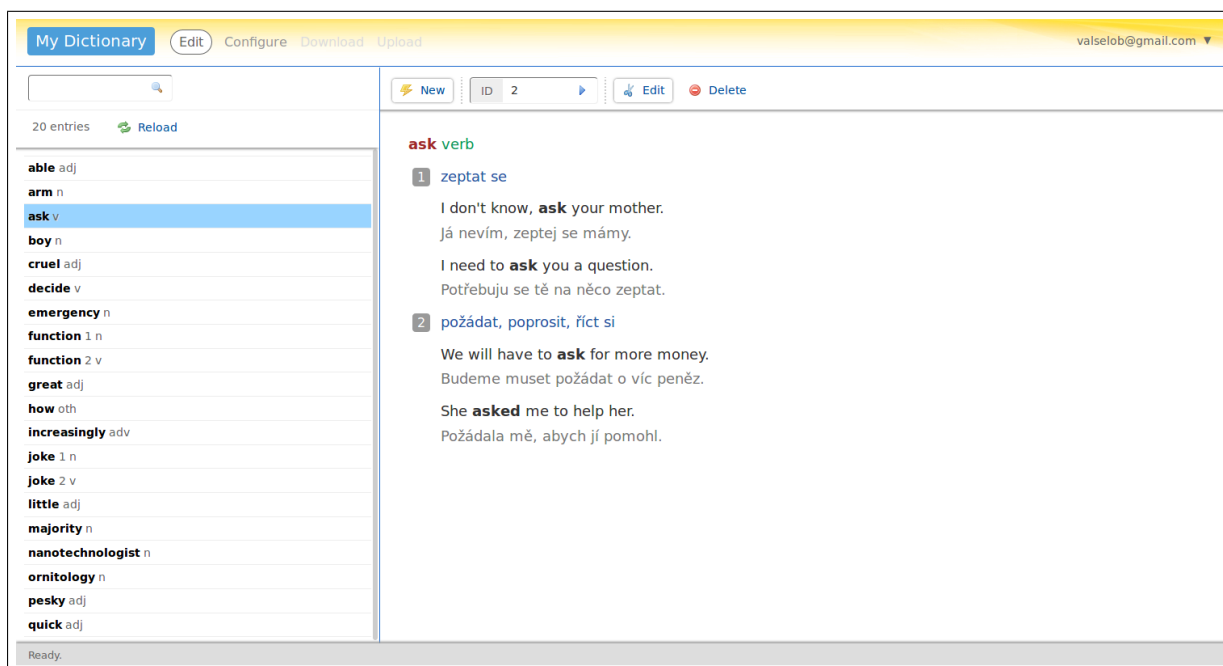 My Dictionary Edit Configure Download Upload valselob@gmail.com ▼
20 entries Reload
able adj
arm n
ask v
boy n
cruel adj
decide v
emergency n
function 1 n
function 2 v
great adj
how oth
increasingly adv
joke 1 n
joke 2 v
little adj
majority n
nanotechnologist n
ornitology n
pesky adj
quick adj
New ID 2 Edit Delete
ask verb
1 zeptat se
I don't know, ask your mother.
Já nevím, zeptej se mámy.
I need to ask you a question.
Potřebuju se tě na něco zeptat.
2 požádat, poprosit, říct si
We will have to ask for more money.
Budeme muset požádat o víc peněz.
She asked me to help her.
Požádala mě, abych jí pomohl.
Ready.